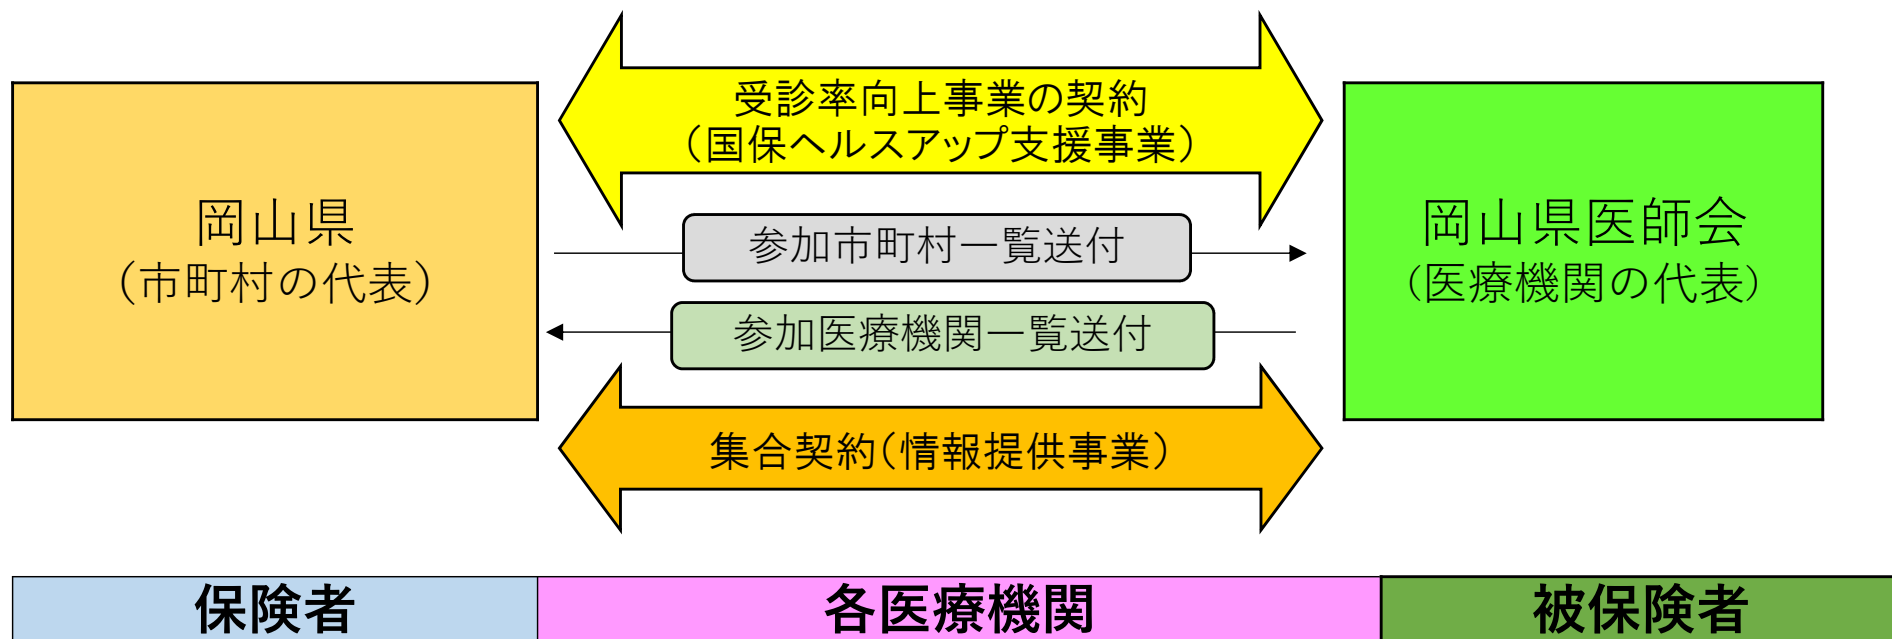 受診率向上事業の契約
（国保ヘルスアップ支援事業）
岡山県
（市町村の代表）
岡山県医師会
（医療機関の代表）
参加市町村一覧送付
参加医療機関一覧送付
集合契約（情報提供事業）
保険者
各医療機関
被保険者